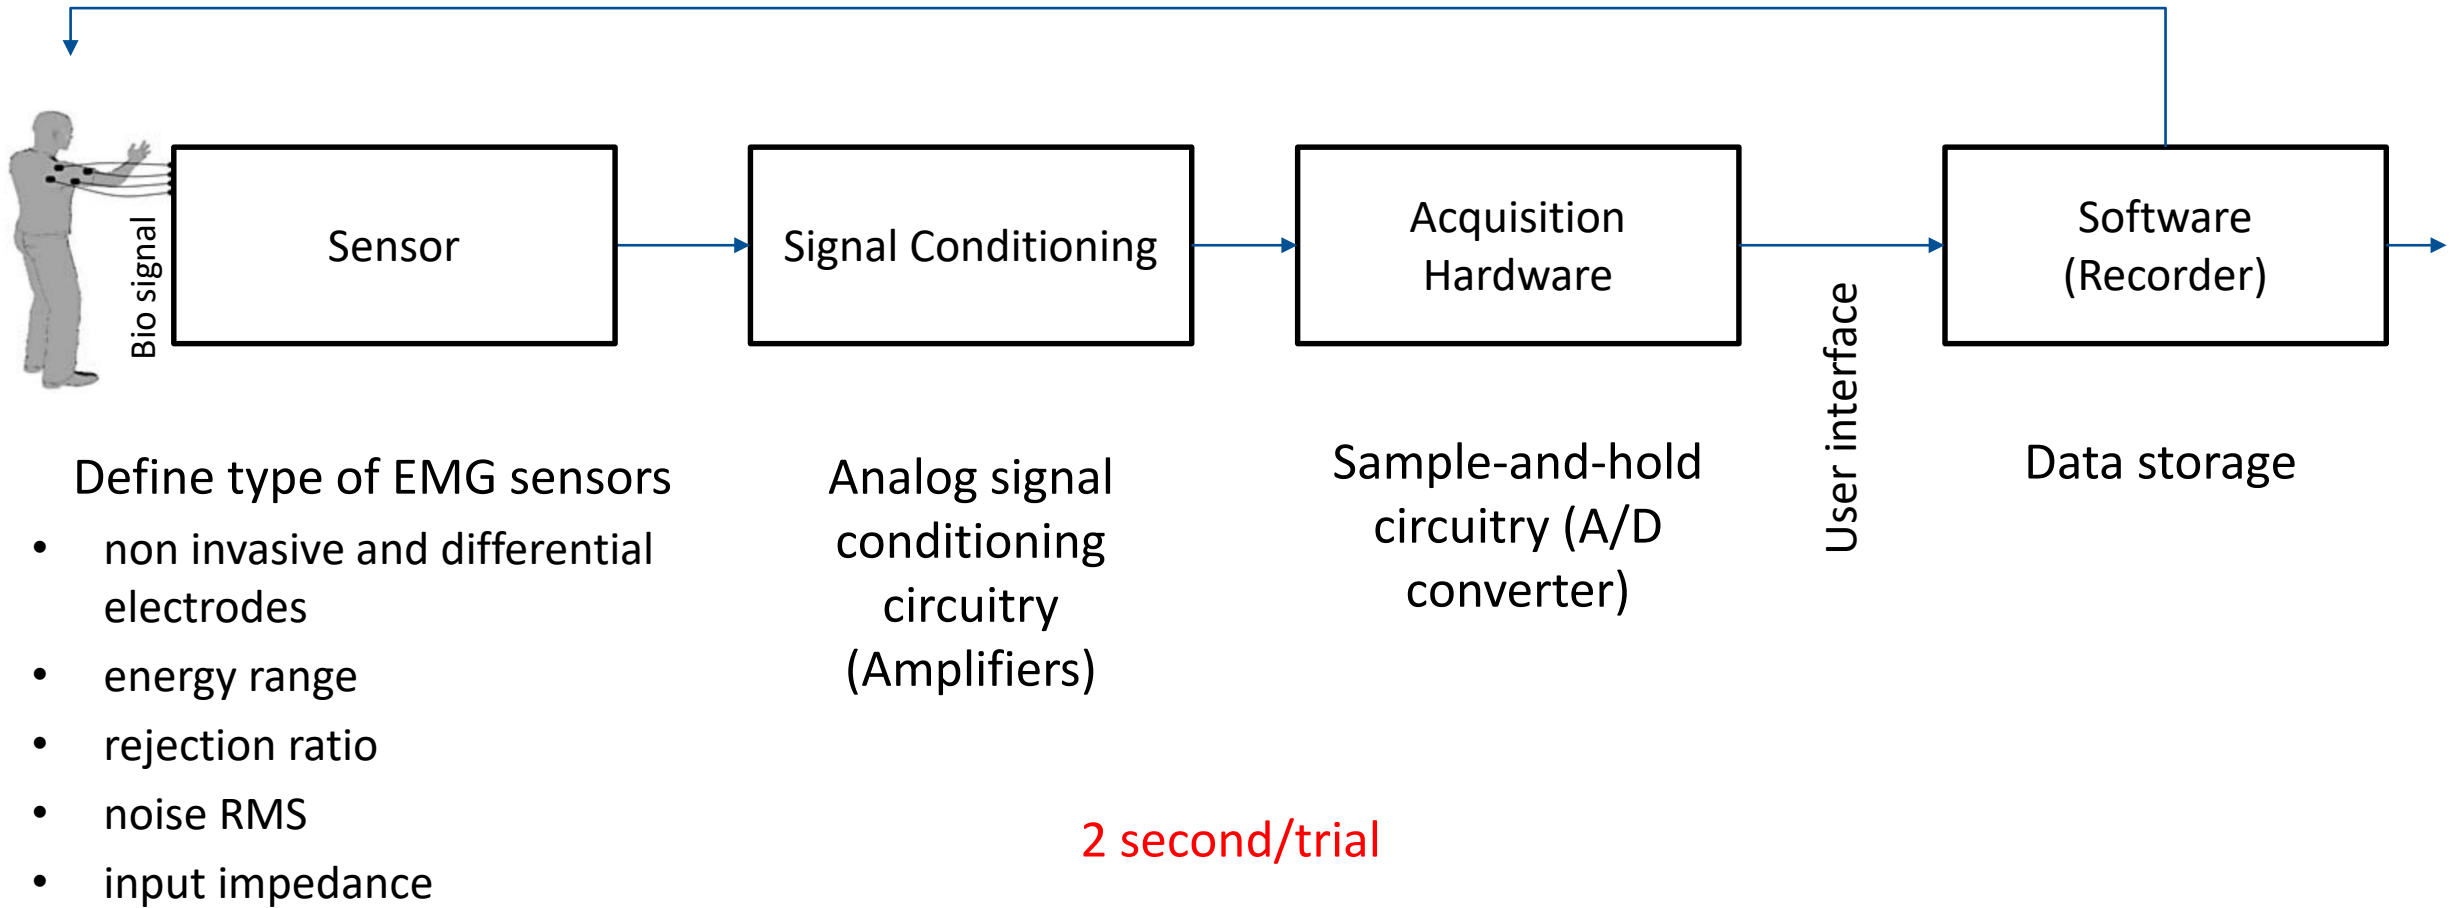 Bio signal
Sensor
Signal Conditioning
Acquisition
Hardware
User interface
Software
(Recorder)
Define type of EMG sensors
• non invasive and differential
electrodes
• energy range
• rejection ratio
• noise RMS
• input impedance
Analog signal
conditioning
circuitry
(Amplifiers)
Sample-and-hold
circuitry (A/D
converter)
Data storage
2 second/trial